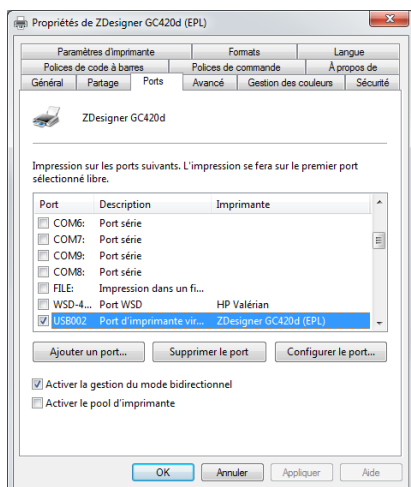 Propriétés de ZDesigner GC420d (EPL)
Paramètres d'imprimante Formats Langue
Polices de code à barres Polices de commande À propos de
Général Partage Ports Avancé Gestion des couleurs Sécurité
ZDesigner GC420d
Impression sur les ports suivants. L'impression se fera sur le premier port
sélectionné libre.
Port Description Imprimante
COM6: Port série
COM7: Port série
COM9: Port série
COM8: Port série
FILE: Impression dans un fi...
WSD-4... Port WSD HP Valérian
USB002 Port d'imprimante vir... ZDesigner GC420d (EPL)
Ajouter un port... Supprimer le port Configurer le port...
Activer la gestion du mode bidirectionnel
Activer le pool d'imprimante
OK Annuler Appliquer Aide